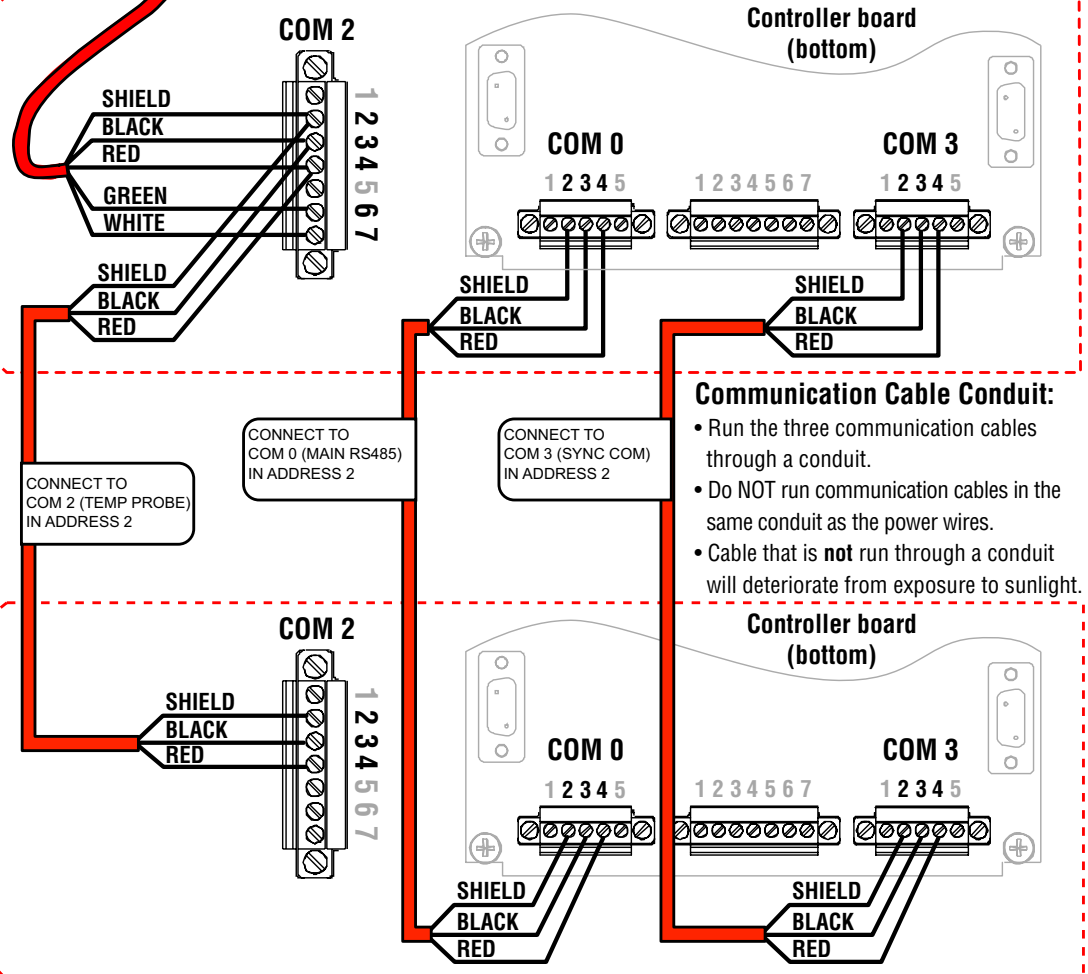 COM 2
Controller board
(bottom)
SHIELD
BLACK
RED
GREEN
WHITE
1 2 3 4 5 6 7
COM 0
COM 3
1 2 3 4 5
1 2 3 4 5 6 7
1 2 3 4 5
SHIELD
BLACK
RED
SHIELD
BLACK
RED
SHIELD
BLACK
RED
CONNECT TO
COM 2 (TEMP PROBE)
IN ADDRESS 2
CONNECT TO
COM 0 (MAIN RS485)
IN ADDRESS 2
CONNECT TO
COM 3 (SYNC COM)
IN ADDRESS 2
Communication Cable Conduit:
• Run the three communication cables
through a conduit.
• Do NOT run communication cables in the
same conduit as the power wires.
• Cable that is not run through a conduit
will deteriorate from exposure to sunlight.
COM 2
Controller board
(bottom)
SHIELD
BLACK
RED
1 2 3 4 5 6 7
COM 0
COM 3
1 2 3 4 5
1 2 3 4 5 6 7
1 2 3 4 5
SHIELD
BLACK
RED
SHIELD
BLACK
RED